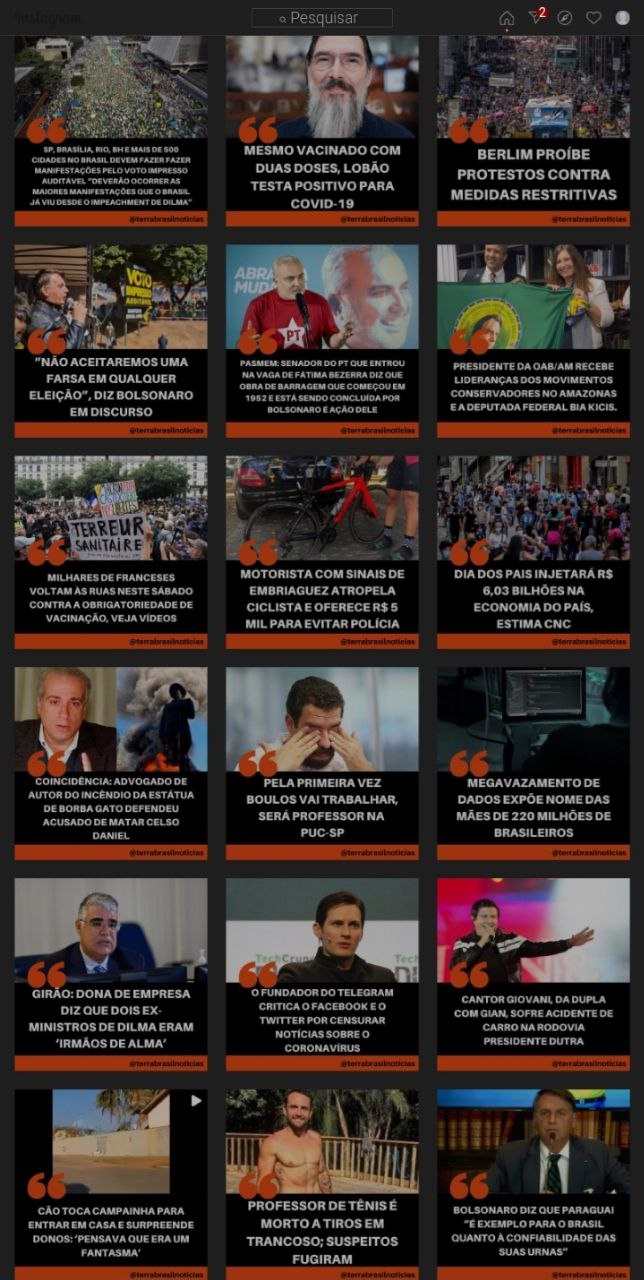 Instagram
Pesquisar
2
SP, BRASÍLIA, RIO, BH E MAIS DE 500
CIDADES NO BRASIL DEVEM FAZER FAZER
MANIFESTAÇÕES PELO VOTO IMPRESSO
AUDITÁVEL "DEVERÃO OCORRER AS
MAIORES MANIFESTAÇÕES QUE O BRASIL
JÁ VIU DESDE O IMPEACHMENT DE DILMA"
@terrabrasilnoticias
MESMO VACINADO COM
DUAS DOSES, LOBÃO
TESTA POSITIVO PARA
COVID-19
@terrabrasilnoticias
BERLIM PROÍBE
PROTESTOS CONTRA
MEDIDAS RESTRITIVAS
@terrabrasilnoticias
VOTO
IMPRESSO
AUDITÁVEL
"NÃO ACEITAREMOS UMA
FARSA EM QUALQUER
ELEIÇÃO", DIZ BOLSONARO
EM DISCURSO
@terrabrasilnoticias
ABRA
MUDA
PT
PASMEM: SENADOR DO PT QUE ENTROU
NA VAGA DE FÁTIMA BEZERRA DIZ QUE
OBRA DE BARRAGEM QUE COMEÇOU EM
1952 E ESTÁ SENDO CONCLUÍDA POR
BOLSONARO É AÇÃO DELE
@terrabrasilnoticias
PRESIDENTE DA OAB/AM RECEBE
LIDERANÇAS DOS MOVIMENTOS
CONSERVADORES NO AMAZONAS
E A DEPUTADA FEDERAL BIA KICIS.
@terrabrasilnoticias
TERREUR
SANITAIRE
MILHARES DE FRANCESES
VOLTAM ÀS RUAS NESTE SÁBADO
CONTRA A OBRIGATORIEDADE DE
VACINAÇÃO, VEJA VÍDEOS
@terrabrasilnoticias
MOTORISTA COM SINAIS DE
EMBRIAGUEZ ATROPELA
CICLISTA E OFERECE R$ 5
MIL PARA EVITAR POLÍCIA
@terrabrasilnoticias
DIA DOS PAIS INJETARÁ R$
6,03 BILHÕES NA
ECONOMIA DO PAÍS,
ESTIMA CNC
@terrabrasilnoticias
COINCIDÊNCIA: ADVOGADO DE
AUTOR DO INCÊNDIO DA ESTÁTUA
DE BORBA GATO DEFENDEU
ACUSADO DE MATAR CELSO
DANIEL
@terrabrasilnoticias
PELA PRIMEIRA VEZ
BOULOS VAI TRABALHAR,
SERÁ PROFESSOR NA
PUC-SP
@terrabrasilnoticias
MEGAVAZAMENTO DE
DADOS EXPÕE NOME DAS
MÃES DE 220 MILHÕES DE
BRASILEIROS
@terrabrasilnoticias
GIRÃO: DONA DE EMPRESA
DIZ QUE DOIS EX-
MINISTROS DE DILMA ERAM
'IRMÃOS DE ALMA'
@terrabrasilnoticias
TechCrun
Te
DI
O FUNDADOR DO TELEGRAM
CRITICA O FACEBOOK E O
TWITTER POR CENSURAR
NOTÍCIAS SOBRE O
CORONAVÍRUS
@terrabrasilnoticias
CANTOR GIOVANI, DA DUPLA
COM GIAN, SOFRE ACIDENTE DE
CARRO NA RODOVIA
PRESIDENTE DUTRA
@terrabrasilnoticias
CÃO TOCA CAMPAINHA PARA
ENTRAR EM CASA E SURPREENDE
DONOS: 'PENSAVA QUE ERA UM
FANTASMA'
@terrabrasilnoticias
PROFESSOR DE TÊNIS É
MORTO A TIROS EM
TRANCOSO; SUSPEITOS
FUGIRAM
@terrabrasilnoticias
BOLSONARO DIZ QUE PARAGUAI
"É EXEMPLO PARA O BRASIL
QUANTO À CONFIABILIDADE DAS
SUAS URNAS"
@terrabrasilnoticias